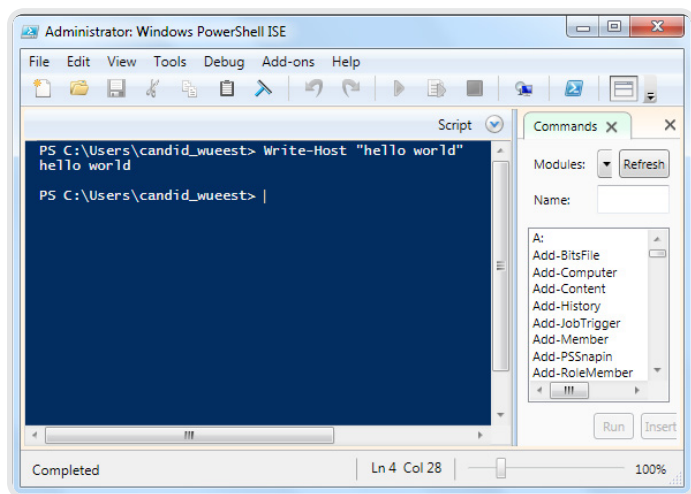 Administrator: Windows PowerShell ISE
File Edit View Tools Debug Add-ons Help
Script
PS C:\Users\candid_wueest> Write-Host "hello world"
hello world
PS C:\Users\candid_wueest>
Commands
Modules: Refresh
Name:
A:
Add-BitsFile
Add-Computer
Add-Content
Add-History
Add-JobTrigger
Add-Member
Add-PSSnapin
Add-RoleMember
Run Insert
Completed Ln 4 Col 28 100%